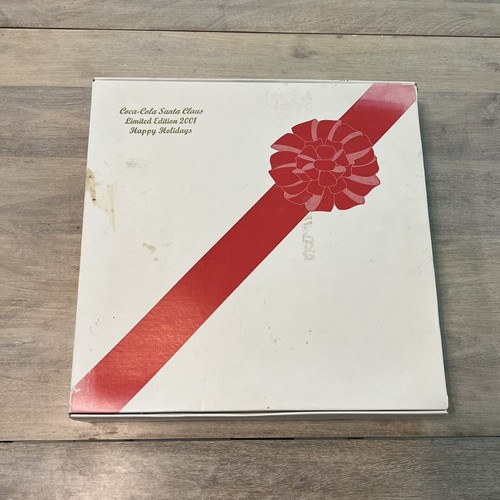 Coca-Cola Santa Claus
Limited Edition 2001
Happy Holidays